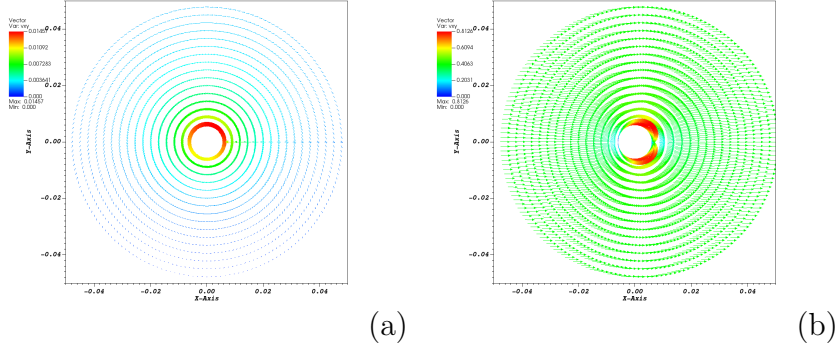 Vector
Var: vxy
0.01457
0.01092
0.007283
0.003641
0.000
Max: 0.01457
Min: 0.000
0.04
0.02
0.00
-0.02
-0.04
Y-Axis
-0.04 -0.02 0.00 0.02 0.04
X-Axis
(a)
Vector
Var: vxy
0.8126
0.6094
0.4063
0.2031
0.000
Max: 0.8126
Min: 0.000
0.04
0.02
0.00
-0.02
-0.04
Y-Axis
-0.04 -0.02 0.00 0.02 0.04
X-Axis
(b)